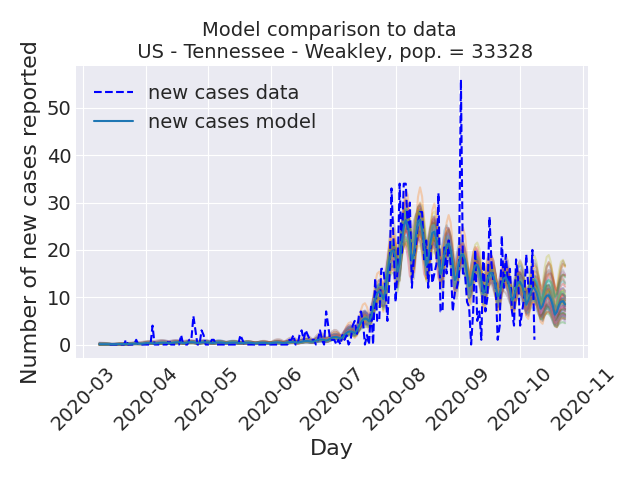 Model comparison to data
US - Tennessee - Weakley, pop. = 33328
Number of new cases reported
new cases data
new cases model
50
40
30
20
10
0
2020-03
2020-04
2020-05
2020-06
2020-07
2020-08
2020-09
2020-10
2020-11
Day